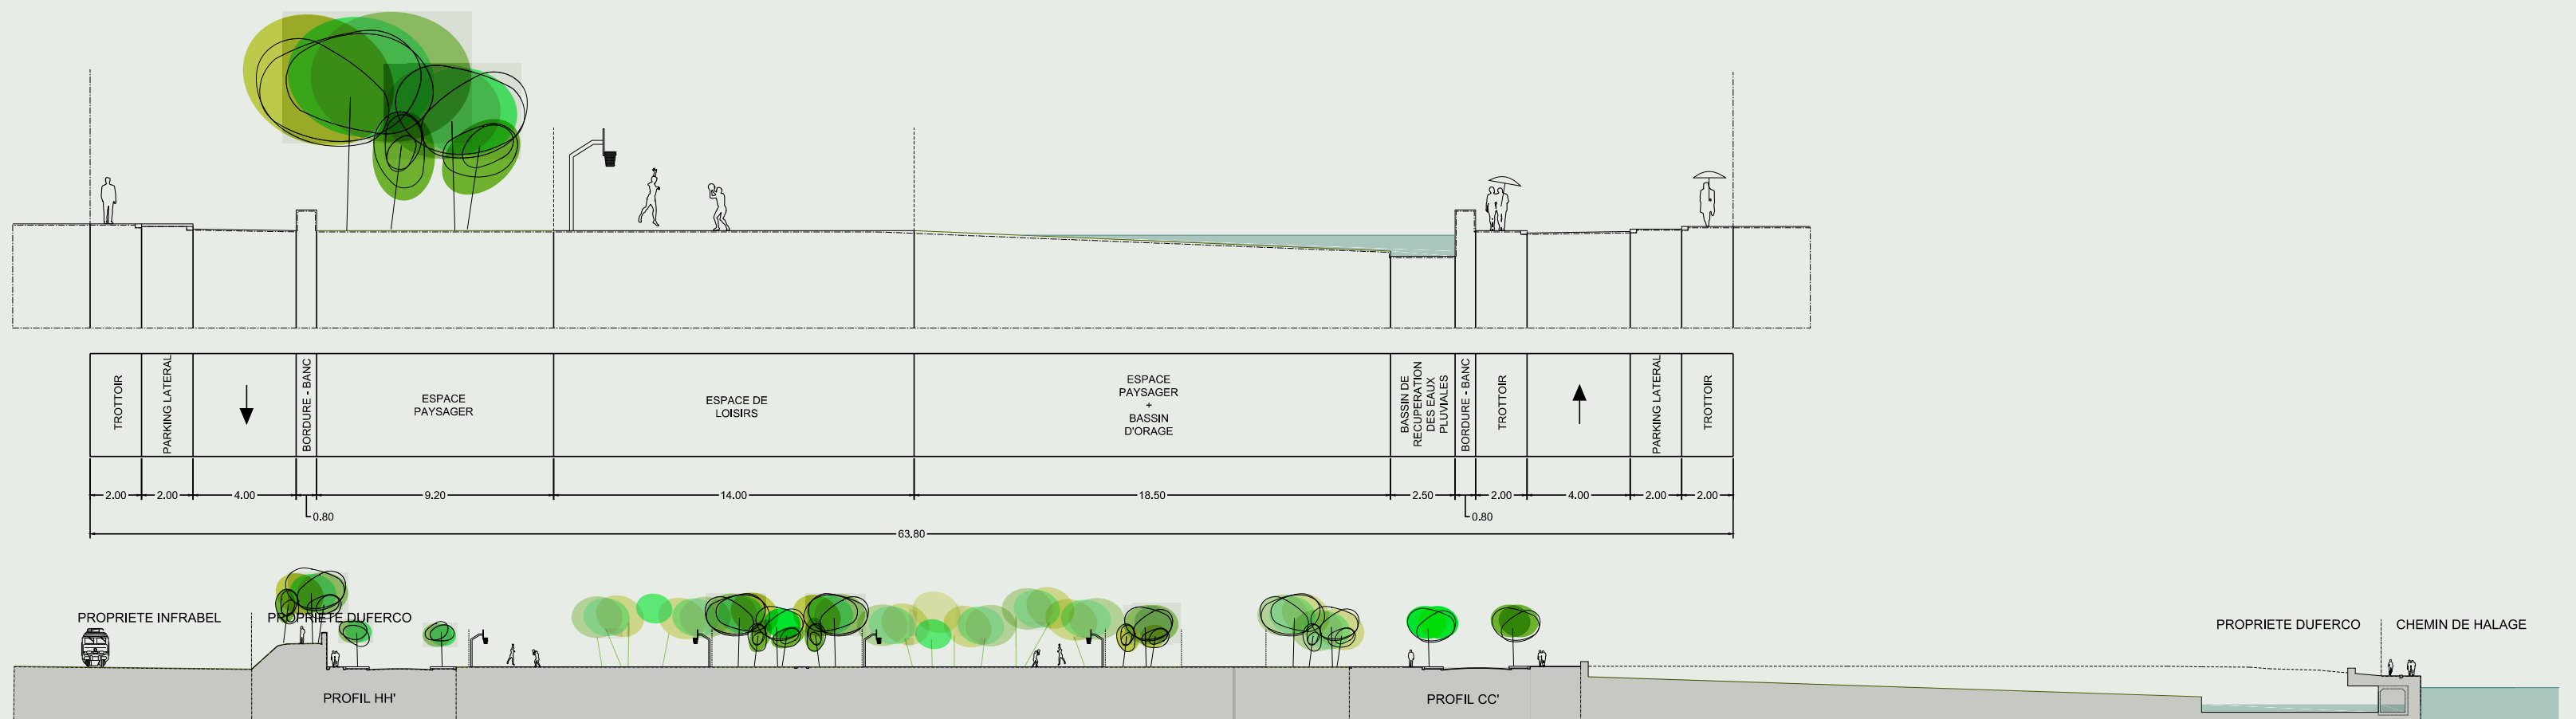 TROTTOIR
PARKING LATERAL
BORDURE - BANC
ESPACE
PAYSAGER
ESPACE DE
LOISIRS
ESPACE
PAYSAGER
+
BASSIN
D'ORAGE
BASSIN DE
RECUPERATION
DES EAUX
PLUVIALES
BORDURE - BANC
TROTTOIR
PARKING LATERAL
TROTTOIR
2.00
2.00
4.00
9.20
14.00
18.50
2.50
2.00
4.00
2.00
2.00
0.80
0.80
63.80
PROPRIETE INFRABEL
PROPRIETE DUFERCO
PROPRIETE DUFERCO
CHEMIN DE HALAGE
PROFIL HH'
PROFIL CC'